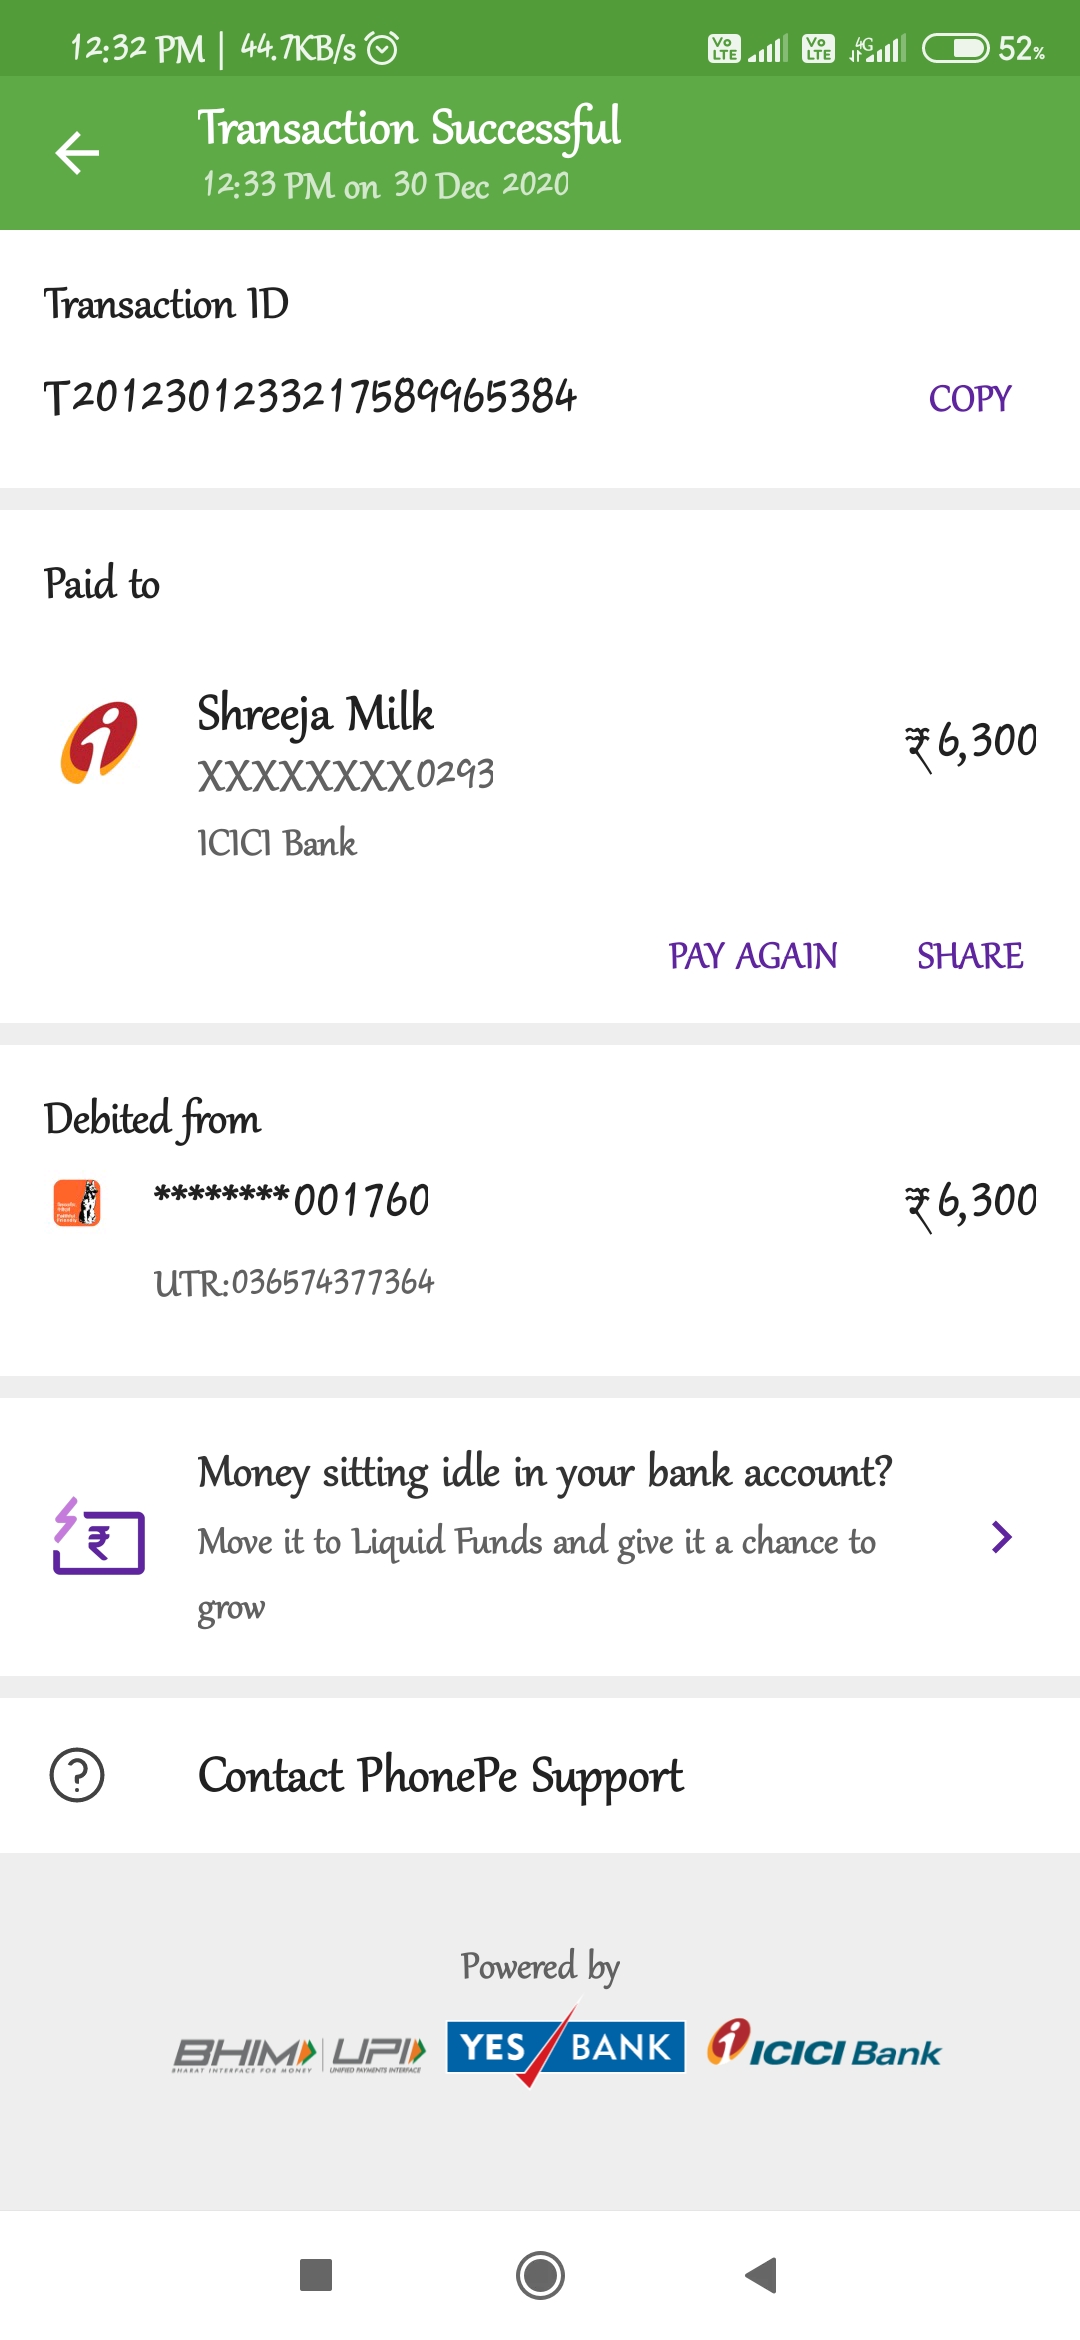 12:32 PM | 44.7KB/s
Vo LTE Vo LTE 4G 52%
Transaction Successful
12:33 PM on 30 Dec 2020
Transaction ID
T2012301233217589965384
COPY
Paid to
Shreeja Milk
₹6,300
XXXXXXXX0293
ICICI Bank
PAY AGAIN SHARE
Debited from
********001760
₹6,300
UTR:036574377364
Money sitting idle in your bank account?
Move it to Liquid Funds and give it a chance to
grow
Contact PhonePe Support
Powered by
BHIM UPI YES BANK ICICI Bank
BHARAT INTERFACE FOR MONEY UNIFIED PAYMENTS INTERFACE